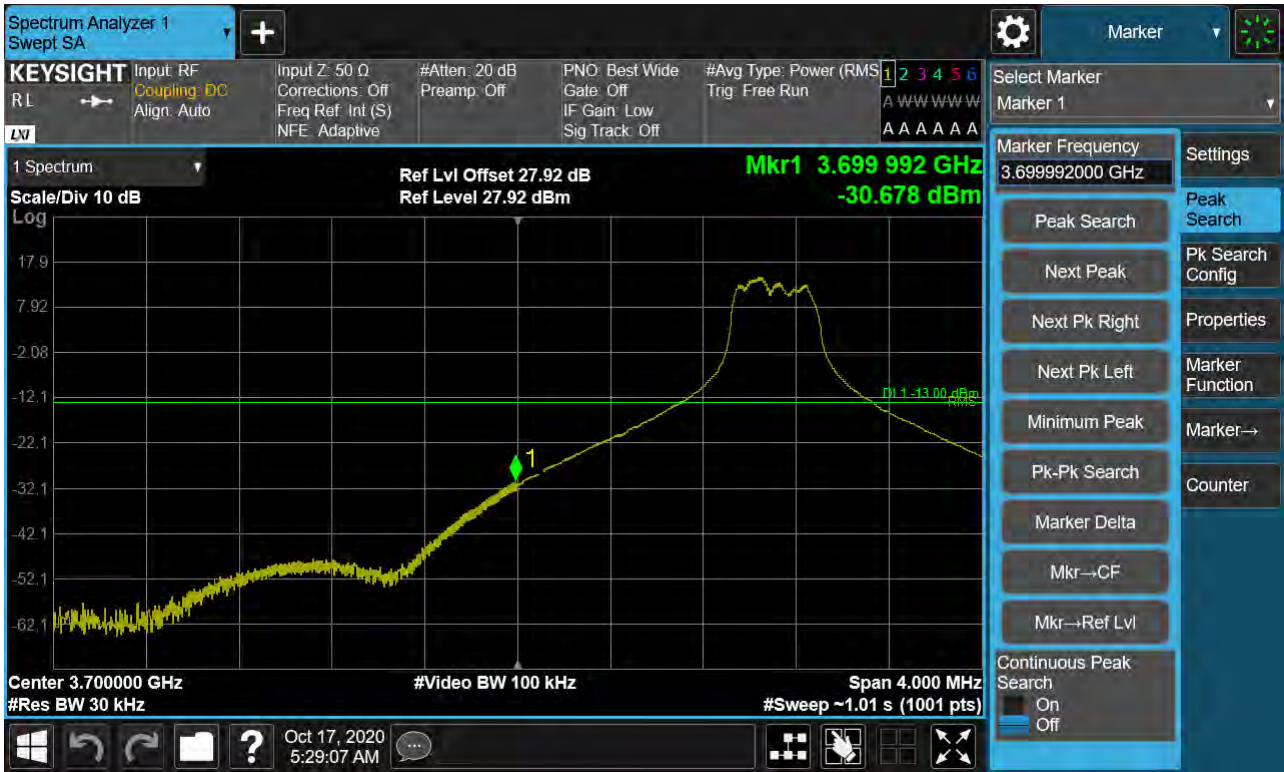 Spectrum Analyzer 1
Swept SA
+
Marker
KEYSIGHT
RL
LXI
Input: RF
Coupling: DC
Align: Auto
Input Z: 50 Ω
Corrections: Off
Freq Ref: Int (S)
NFE: Adaptive
#Atten: 20 dB
Preamp: Off
PNO: Best Wide
Gate: Off
IF Gain: Low
Sig Track: Off
#Avg Type: Power (RMS
Trig: Free Run
1 2 3 4 5 6
A W W W W W
A A A A A A
Select Marker
Marker 1
1 Spectrum
Scale/Div 10 dB
Log
Ref Lvl Offset 27.92 dB
Ref Level 27.92 dBm
Mkr1 3.699 992 GHz
-30.678 dBm
17.9
7.92
-2.08
-12.1
-22.1
-32.1
-42.1
-52.1
-62.1
DL1 -13.00 dBm
RMS
1
Center 3.700000 GHz
#Res BW 30 kHz
#Video BW 100 kHz
Span 4.000 MHz
#Sweep ~1.01 s (1001 pts)
Marker Frequency
3.699992000 GHz
Peak Search
Next Peak
Next Pk Right
Next Pk Left
Minimum Peak
Pk-Pk Search
Marker Delta
Mkr→CF
Mkr→Ref Lvl
Continuous Peak
Search
On
Off
Settings
Peak
Search
Pk Search
Config
Properties
Marker
Function
Marker→
Counter
?
Oct 17, 2020
5:29:07 AM